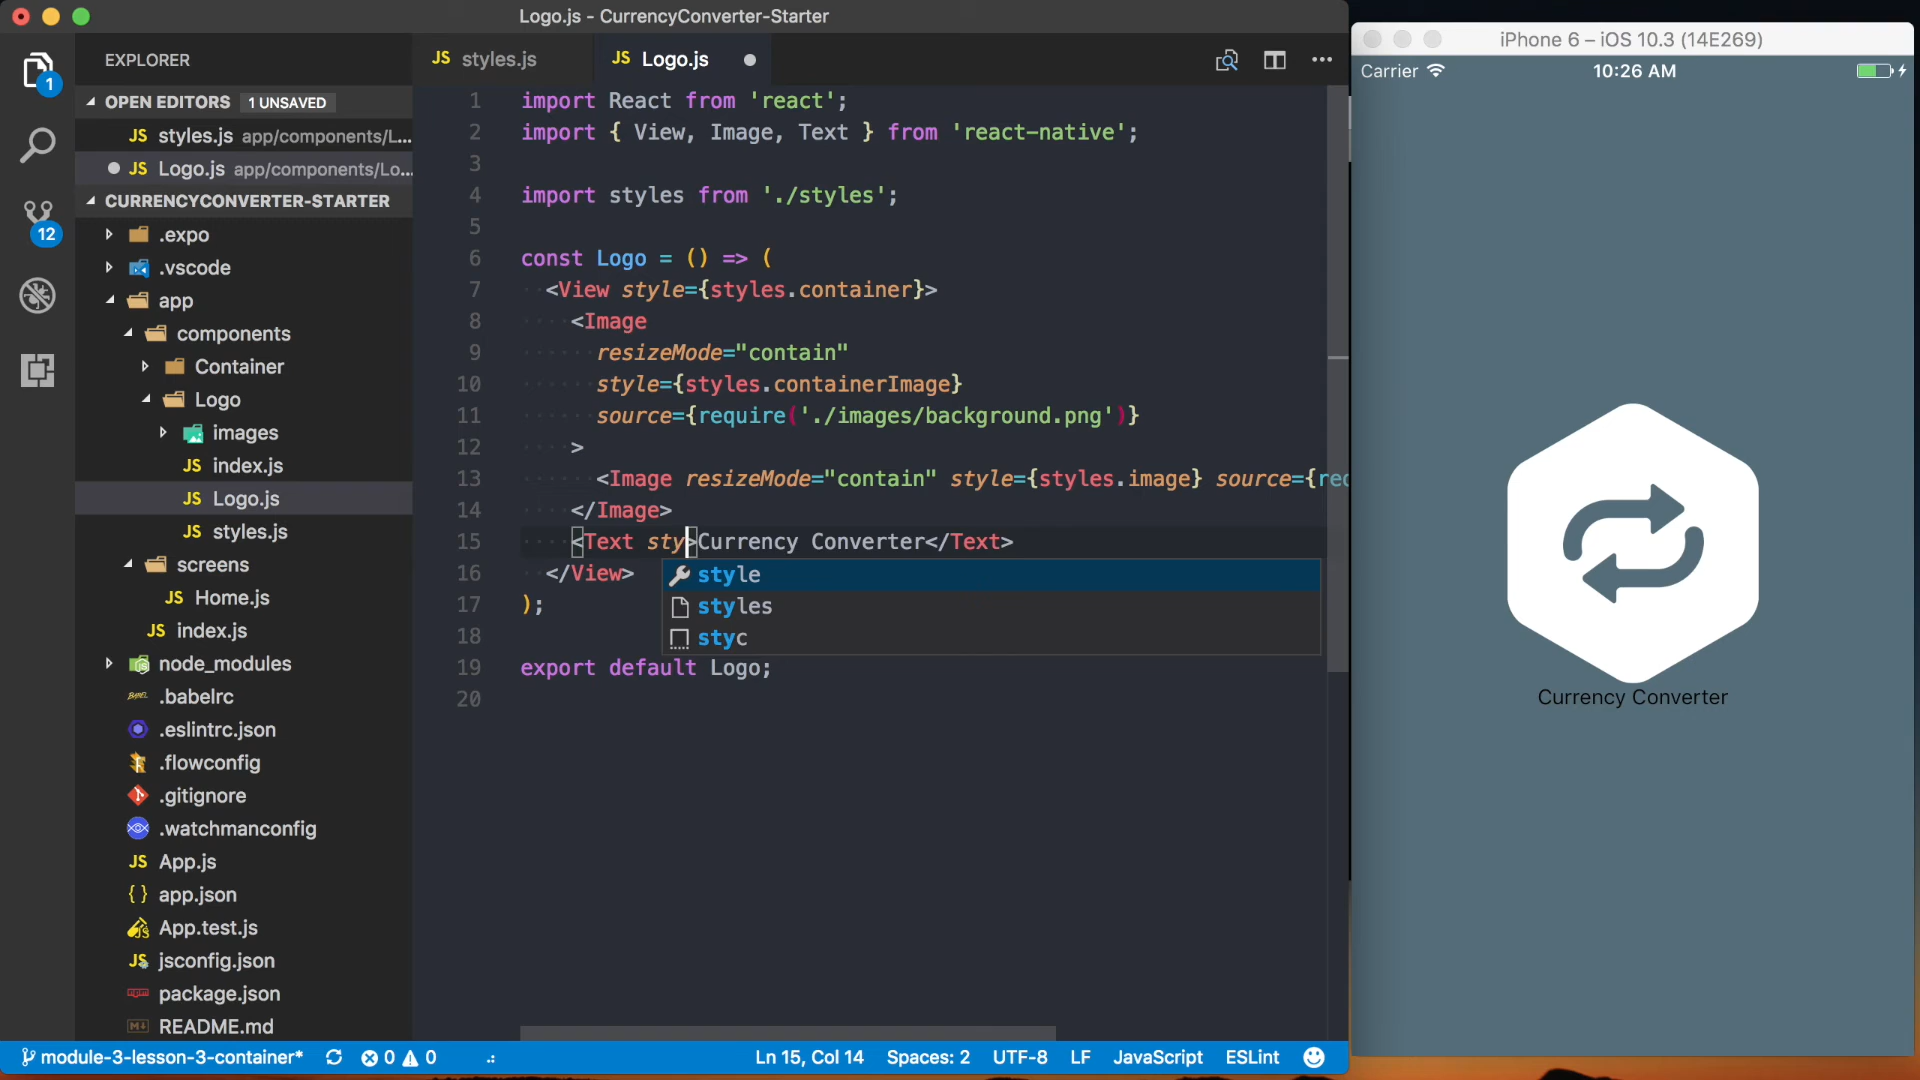 Logo.js - CurrencyConverter-Starter
EXPLORER
OPEN EDITORS 1 UNSAVED
JS styles.js app/components/L...
JS Logo.js app/components/Lo...
CURRENCYCONVERTER-STARTER
.expo
.vscode
app
components
Container
Logo
images
JS index.js
JS Logo.js
JS styles.js
screens
JS Home.js
JS index.js
node_modules
.babelrc
.eslintrc.json
.flowconfig
.gitignore
.watchmanconfig
JS App.js
{ } app.json
App.test.js
JS jsconfig.json
package.json
README.md
1
12
JS styles.js
JS Logo.js
1 import React from 'react';
2 import { View, Image, Text } from 'react-native';
3
4 import styles from './styles';
5
6 const Logo = () => (
7 <View style={styles.container}>
8 <Image
9 resizeMode="contain"
10 style={styles.containerImage}
11 source={require('./images/background.png')}
12 >
13 <Image resizeMode="contain" style={styles.image} source={rec
14 </Image>
15 <Text sty>Currency Converter</Text>
16 </View>
17 );
18
19 export default Logo;
20
style
styles
styc
module-3-lesson-3-container* 0 0
Ln 15, Col 14 Spaces: 2 UTF-8 LF JavaScript ESLint
iPhone 6 – iOS 10.3 (14E269)
Carrier 10:26 AM
Currency Converter